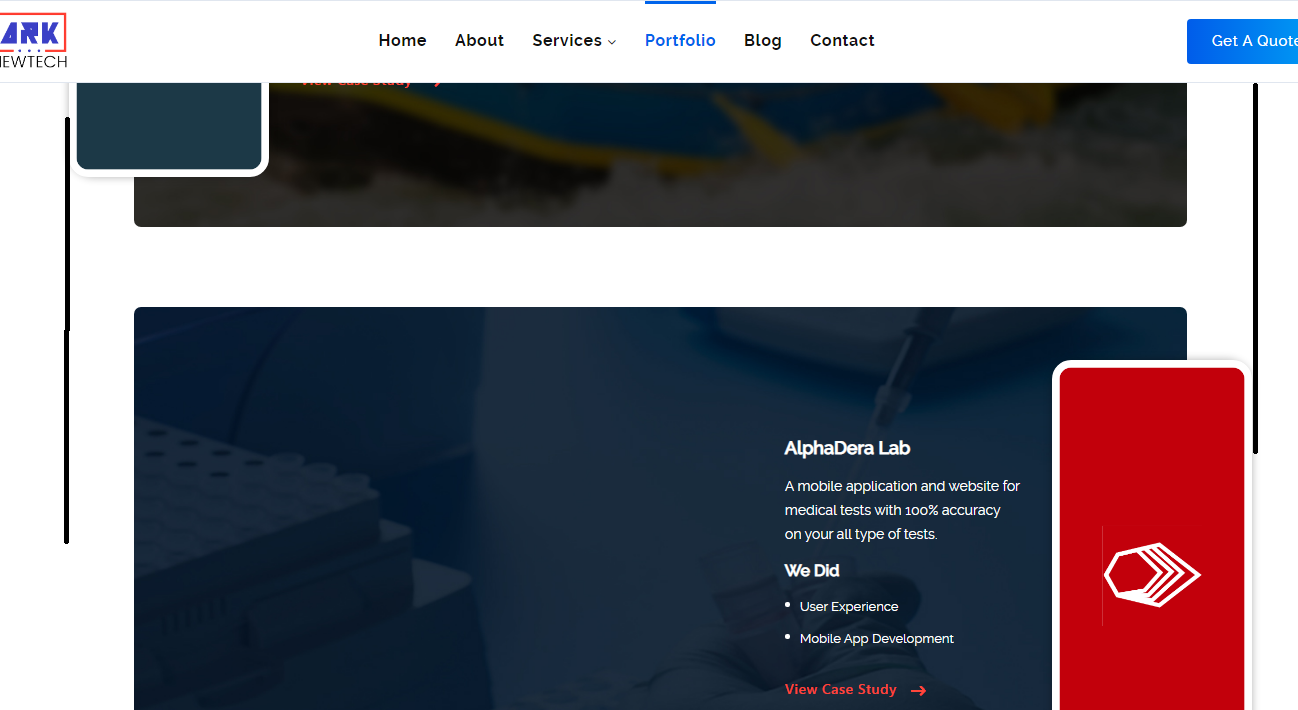 ARK
NEWTECH
Home
About
Services
Portfolio
Blog
Contact
Get A Quote
View Case Study
AlphaDera Lab
A mobile application and website for
medical tests with 100% accuracy
on your all type of tests.
We Did
User Experience
Mobile App Development
View Case Study